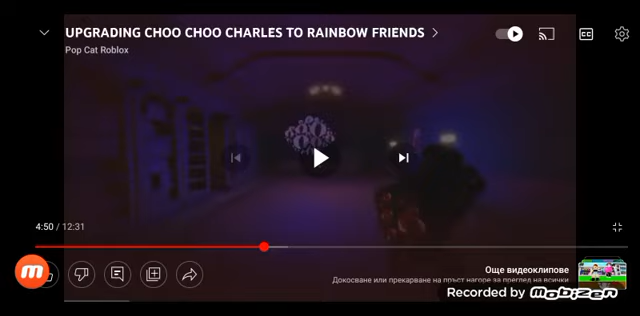 UPGRADING CHOO CHOO CHARLES TO RAINBOW FRIENDS
CC
Pop Cat Roblox
4:50 / 12:31
m
Още видеоклипове
Докосване или прекарване на пръст нагоре за преглед на всички
Recorded by Mobizen